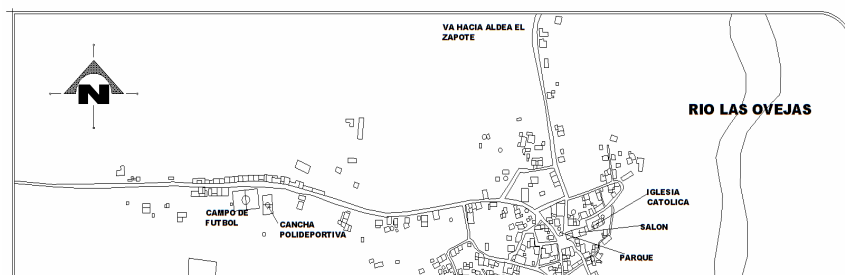 VA HACIA ALDEA EL
ZAPOTE
N
RIO LAS OVEJAS
IGLESIA
CATOLICA
CAMPO DE
FUTBOL
CANCHA
POLIDEPORTIVA
SALON
PARQUE